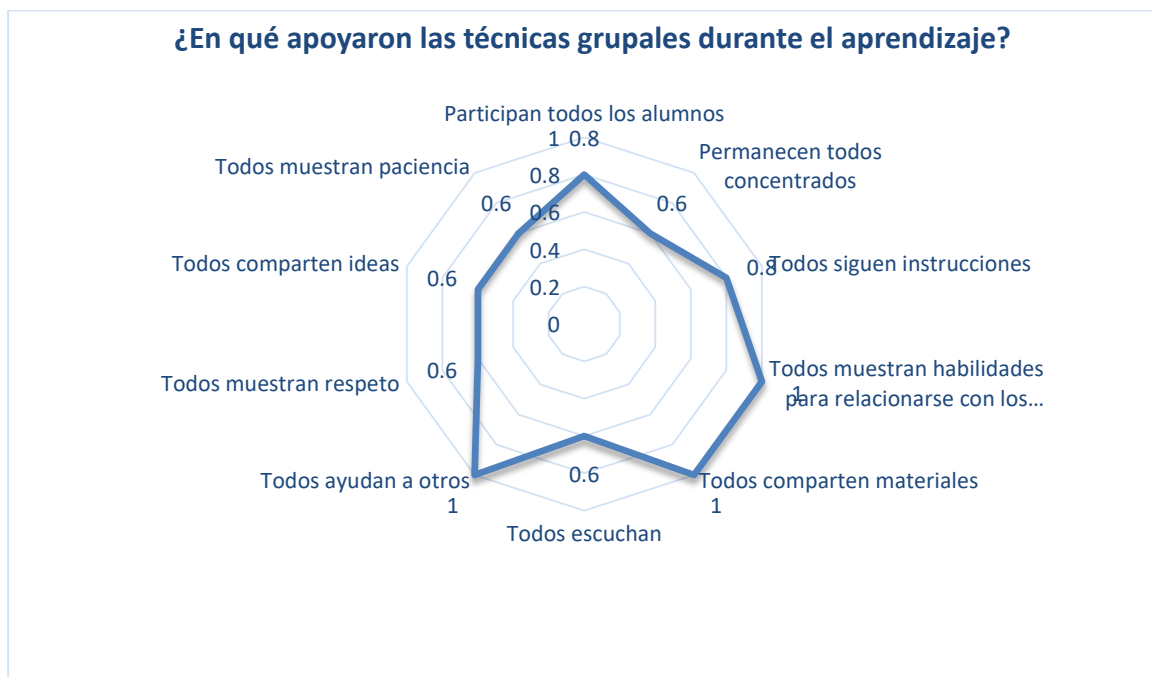 ¿En qué apoyaron las técnicas grupales durante el aprendizaje?
Participan todos los alumnos
1 0.8
Todos muestran paciencia
Permanecen todos
concentrados
0.8
0.6
0.6
0.6
Todos comparten ideas
0.6
0.4
0.8
Todos siguen instrucciones
0.2
0
Todos muestran respeto
0.6
Todos muestran habilidades
para relacionarse con los…
1
Todos ayudan a otros
1
0.6
Todos comparten materiales
1
Todos escuchan